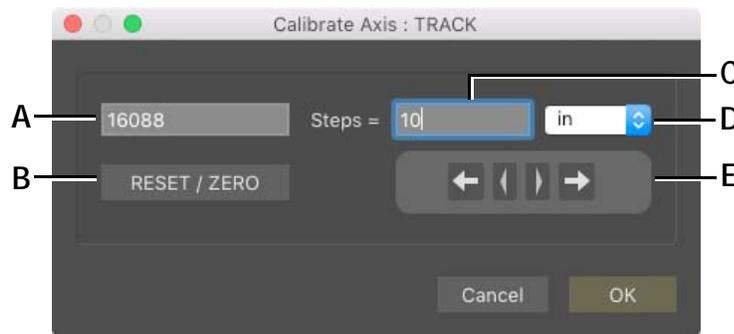 Calibrate Axis : TRACK
A 16088 Steps = 10 in C
D
B RESET / ZERO E
Cancel OK